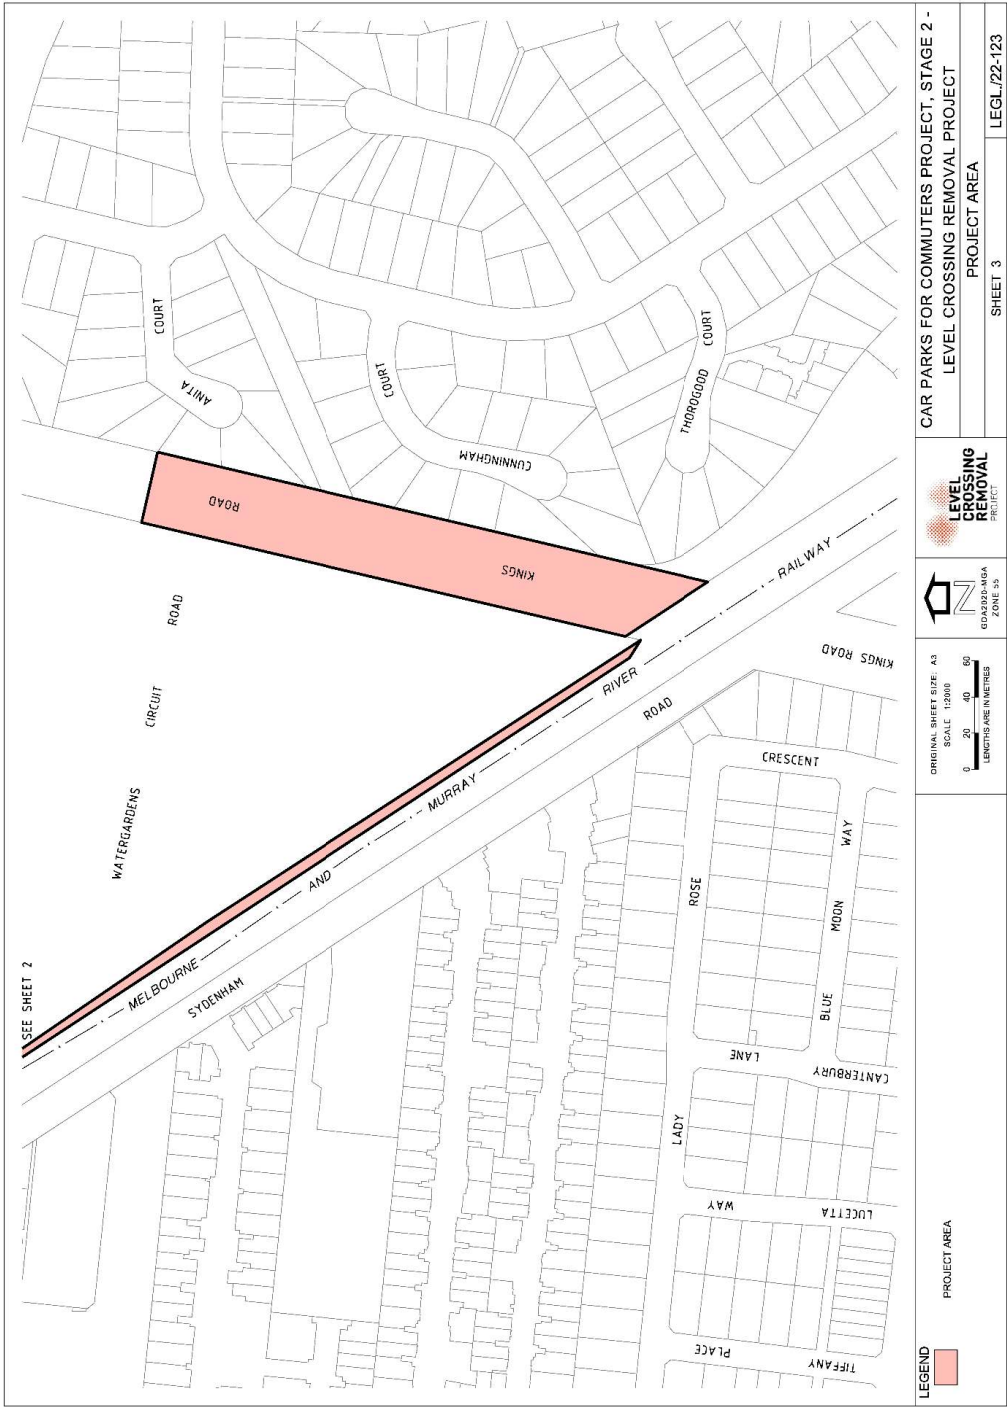 SEE SHEET 2
WATERGARDENS
CIRCUIT
ROAD
ANITA
COURT
ROAD
KINGS
COURT
CUNNINGHAM
THOROGOOD
COURT
MELBOURNE
AND
MURRAY
RIVER
RAILWAY
SYDENHAM
ROAD
KINGS ROAD
CRESCENT
ROSE
LADY
BLUE
MOON
WAY
LANE
CANTERBURY
WAY
LUCETTA
PLACE
TIFFANY
LEGEND
PROJECT AREA
ORIGINAL SHEET SIZE: A3
SCALE 1:2000
0 20 40 60
LENGTHS ARE IN METRES
N
GDA2020-MGA
ZONE 55
LEVEL
CROSSING
REMOVAL
PROJECT
CAR PARKS FOR COMMUTERS PROJECT, STAGE 2 -
LEVEL CROSSING REMOVAL PROJECT
PROJECT AREA
SHEET 3
LEGL./22-123